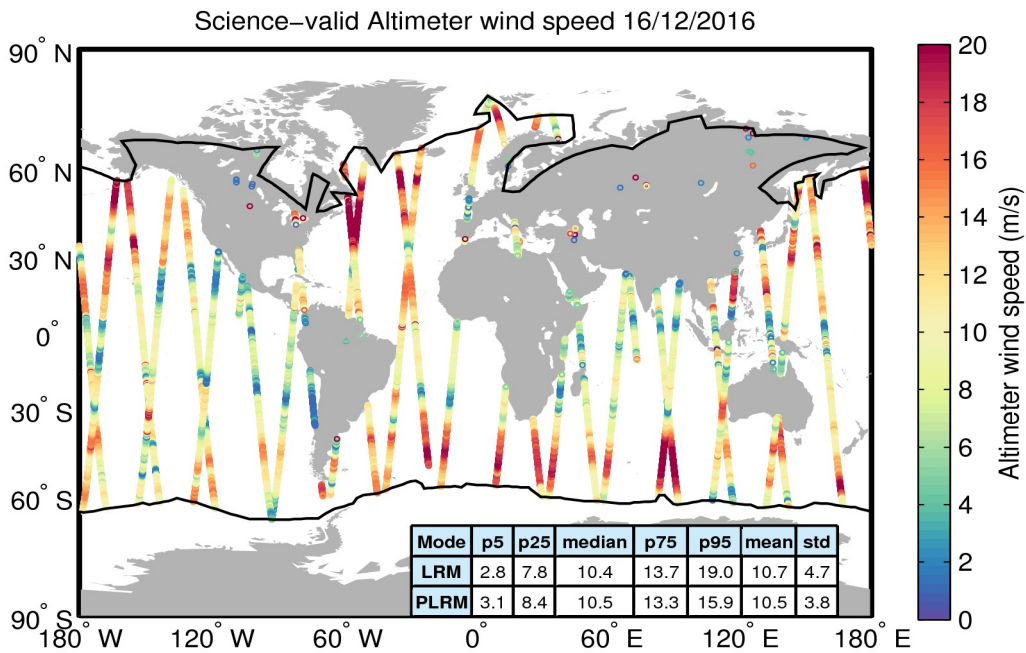 Science−valid Altimeter wind speed 16/12/2016
90° N
60° N
30° N
0°
30° S
60° S
90° S
180° W
120° W
60° W
0°
60° E
120° E
180° E
Mode p5 p25 median p75 p95 mean std
LRM 2.8 7.8 10.4 13.7 19.0 10.7 4.7
PLRM 3.1 8.4 10.5 13.3 15.9 10.5 3.8
20
18
16
14
12
10
8
6
4
2
0
Altimeter wind speed (m/s)